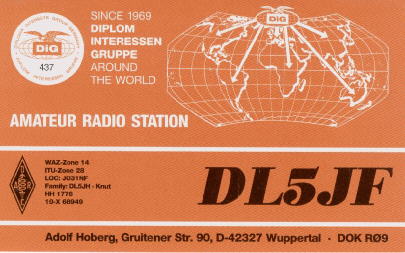 SINCE 1969
DIPLOM
INTERESSEN
GRUPPE
AROUND
THE WORLD
DIG
437
DIG
AMATEUR RADIO STATION
WAZ-Zone 14
ITU-Zone 28
LOC: JO31NF
Family: DL5JH - Knut
HH 1776
10-X 68949
DL5JF
Adolf Hoberg, Gruitener Str. 90, D-42327 Wuppertal · DOK RØ9